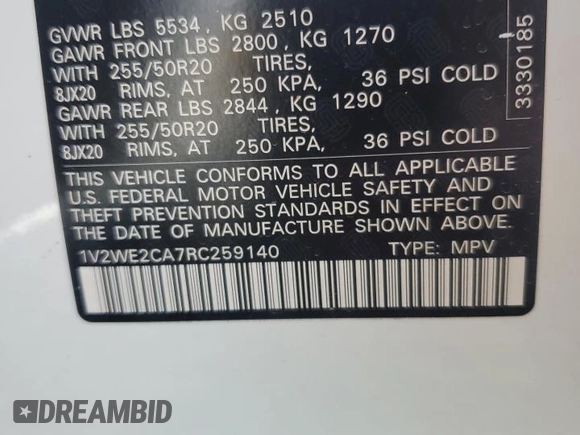 GVWR LBS 5534, KG 2510
GAWR FRONT LBS 2800, KG 1270
WITH 255/50R20 TIRES,
8JX20 RIMS, AT 250 KPA, 36 PSI COLD
GAWR REAR LBS 2844, KG 1290
WITH 255/50R20 TIRES,
8JX20 RIMS, AT 250 KPA, 36 PSI COLD
THIS VEHICLE CONFORMS TO ALL APPLICABLE
U.S. FEDERAL MOTOR VEHICLE SAFETY AND
THEFT PREVENTION STANDARDS IN EFFECT ON
THE DATE OF MANUFACTURE SHOWN ABOVE.
1V2WE2CA7RC259140 TYPE: MPV
3330185
DREAMBID